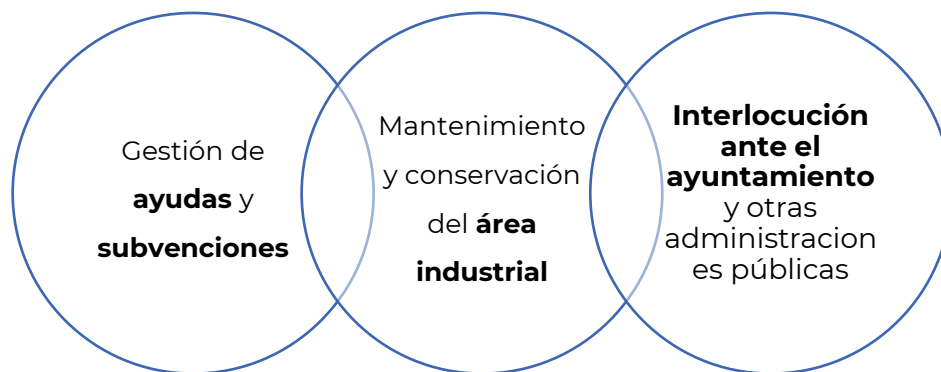 Gestión de
ayudas y
subvenciones
Mantenimiento
y conservación
del área
industrial
Interlocución
ante el
ayuntamiento
y otras
administracion
es públicas